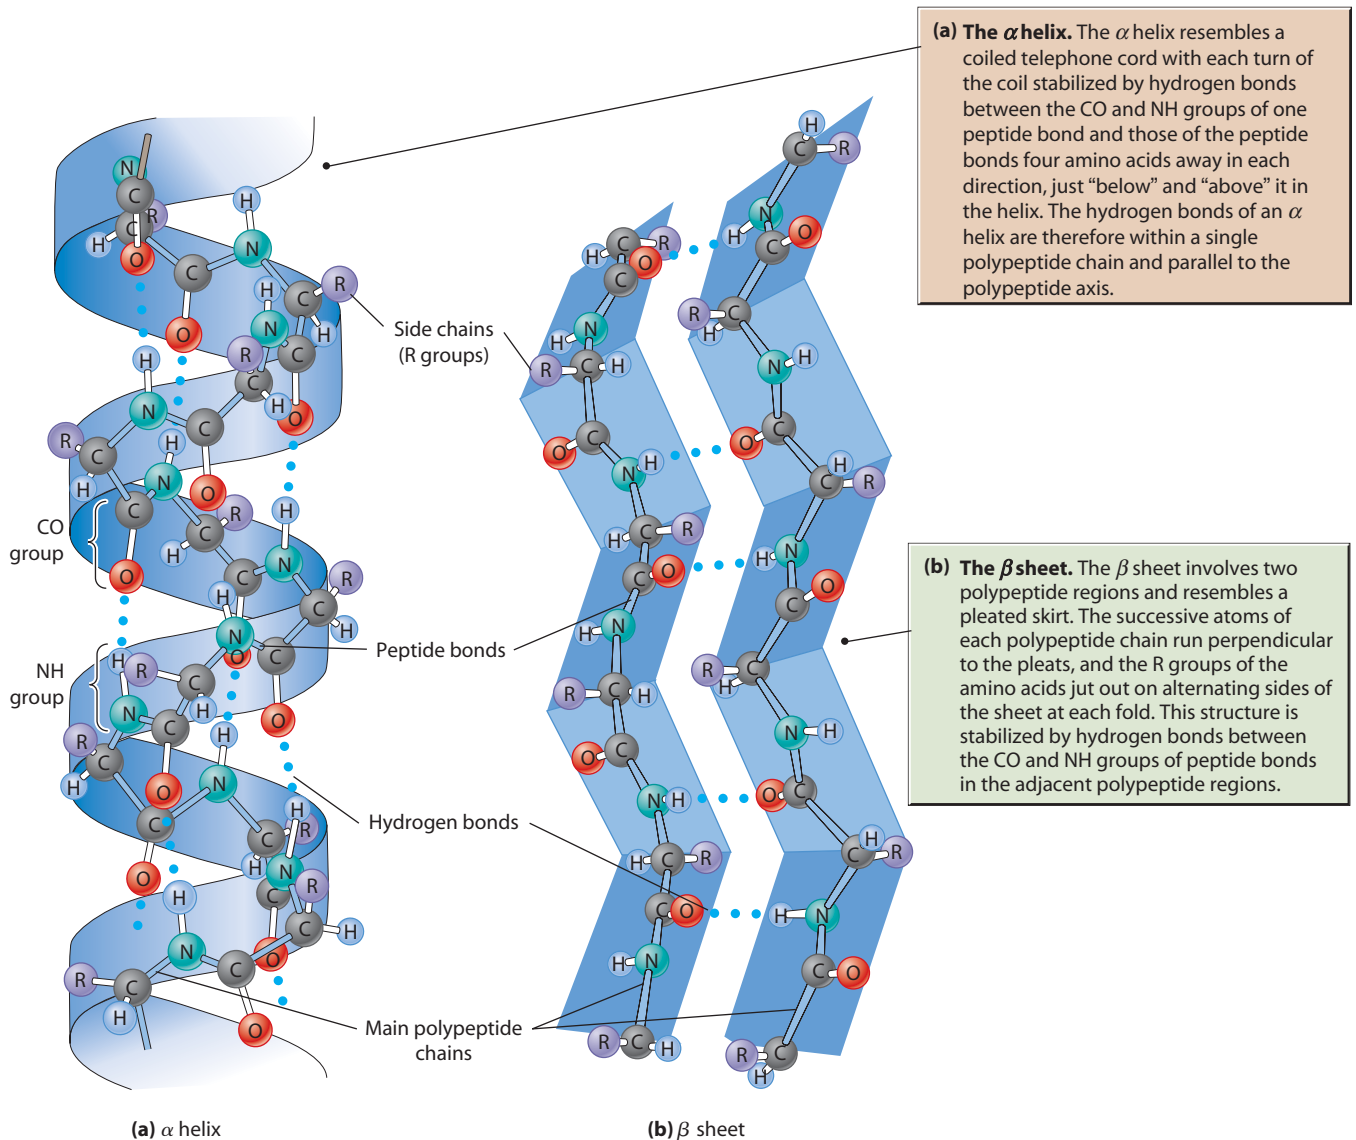 (a) The α helix. The α helix resembles a
coiled telephone cord with each turn of
the coil stabilized by hydrogen bonds
between the CO and NH groups of one
peptide bond and those of the peptide
bonds four amino acids away in each
direction, just “below” and “above” it in
the helix. The hydrogen bonds of an α
helix are therefore within a single
polypeptide chain and parallel to the
polypeptide axis.
Side chains
(R groups)
CO
group
NH
group
Peptide bonds
(b) The β sheet. The β sheet involves two
polypeptide regions and resembles a
pleated skirt. The successive atoms of
each polypeptide chain run perpendicular
to the pleats, and the R groups of the
amino acids jut out on alternating sides of
the sheet at each fold. This structure is
stabilized by hydrogen bonds between
the CO and NH groups of peptide bonds
in the adjacent polypeptide regions.
Hydrogen bonds
Main polypeptide
chains
(a) α helix
(b) β sheet